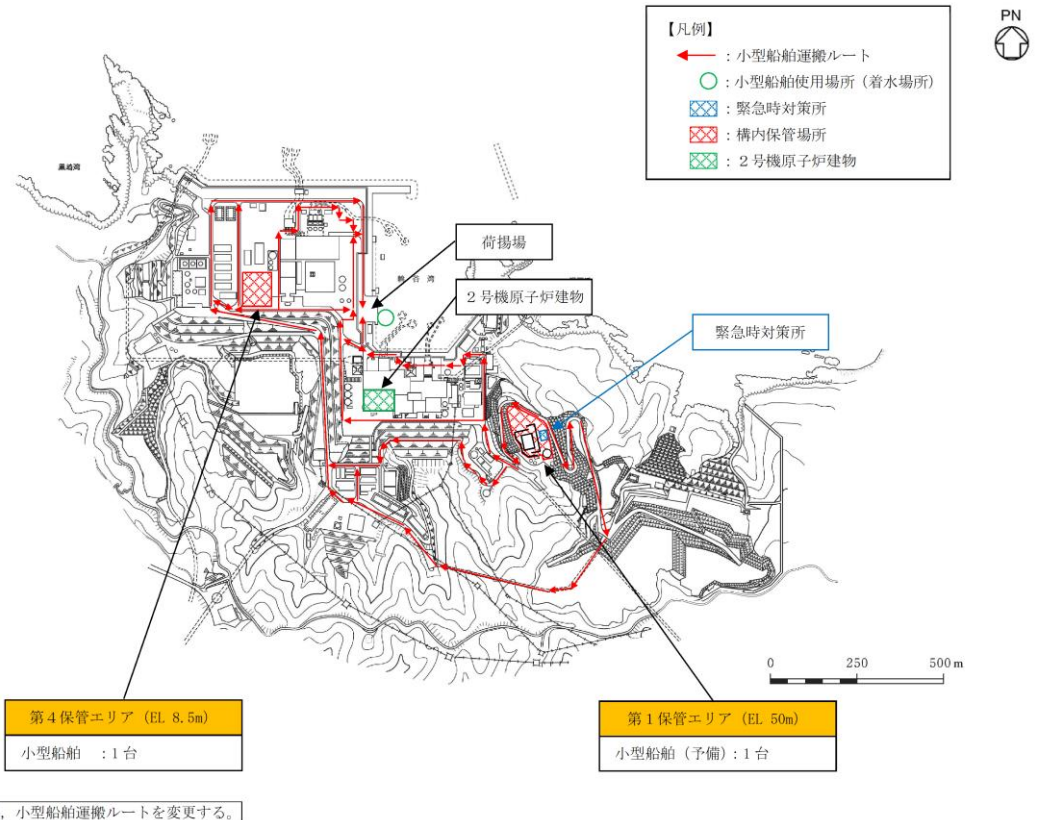 PN
【凡例】
：小型船舶運搬ルート
：小型船舶使用場所（着水場所）
：緊急時対策所
：構内保管場所
：２号機原子炉建物
荷揚場
２号機原子炉建物
緊急時対策所
0 250 500 m
第４保管エリア（EL 8.5m）
小型船舶 ：１台
第１保管エリア（EL 50m）
小型船舶（予備）：１台
，小型船舶運搬ルートを変更する。